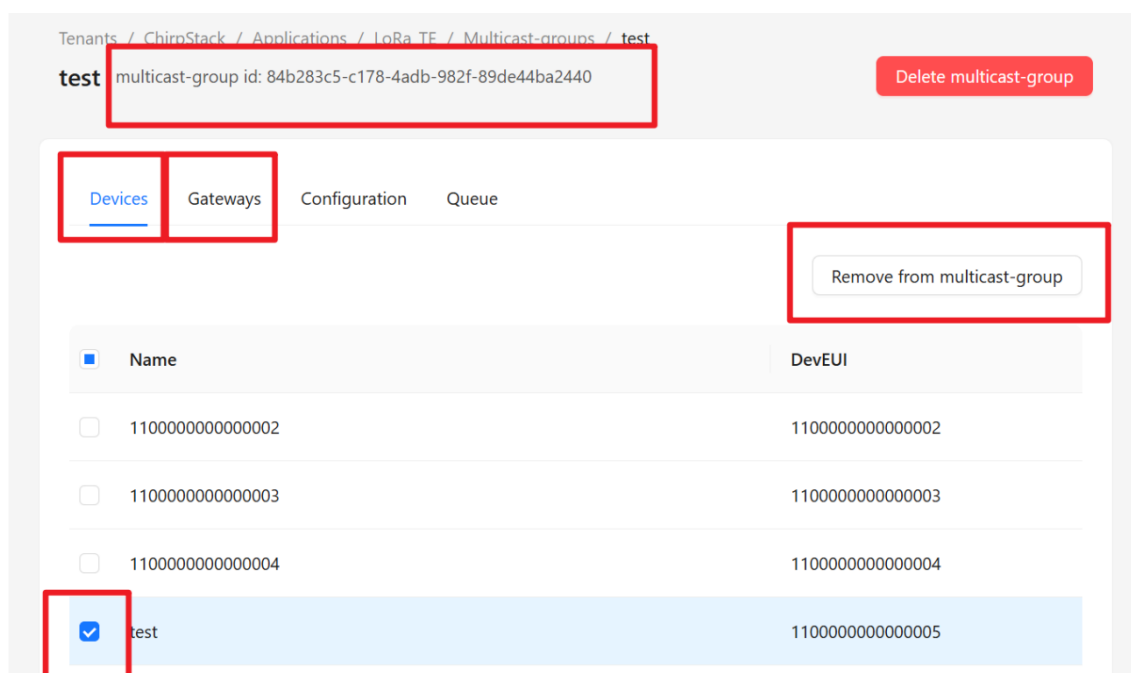 Tenants / ChirpStack / Applications / LoRa_TE / Multicast-groups / test
test multicast-group id: 84b283c5-c178-4adb-982f-89de44ba2440
Delete multicast-group
Devices Gateways Configuration Queue
Remove from multicast-group
Name DevEUI
1100000000000002 1100000000000002
1100000000000003 1100000000000003
1100000000000004 1100000000000004
test 1100000000000005